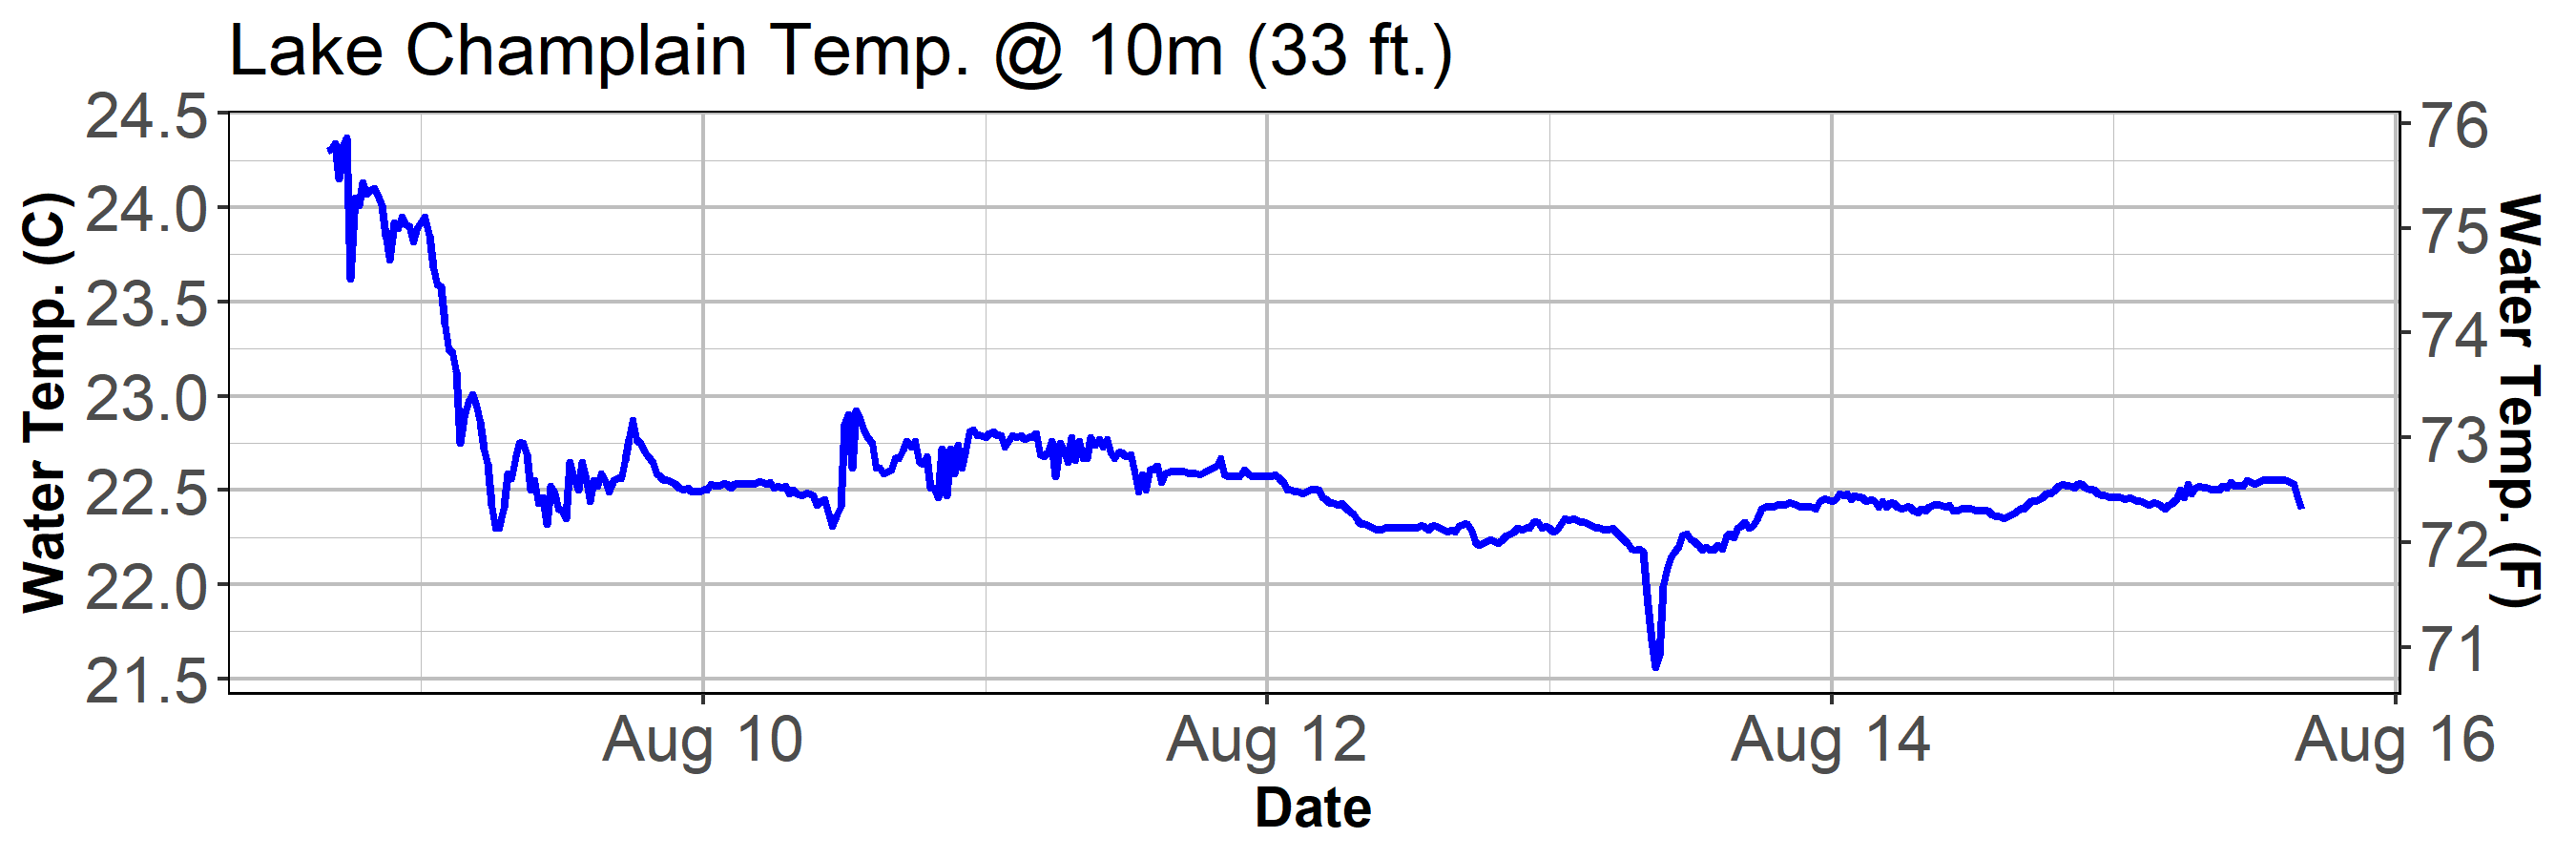 Lake Champlain Temp. @ 10m (33 ft.)
Water Temp. (C)
24.5
24.0
23.5
23.0
22.5
22.0
21.5
76
75
74
73
72
71
Water Temp. (F)
Aug 10 Aug 12 Aug 14 Aug 16
Date